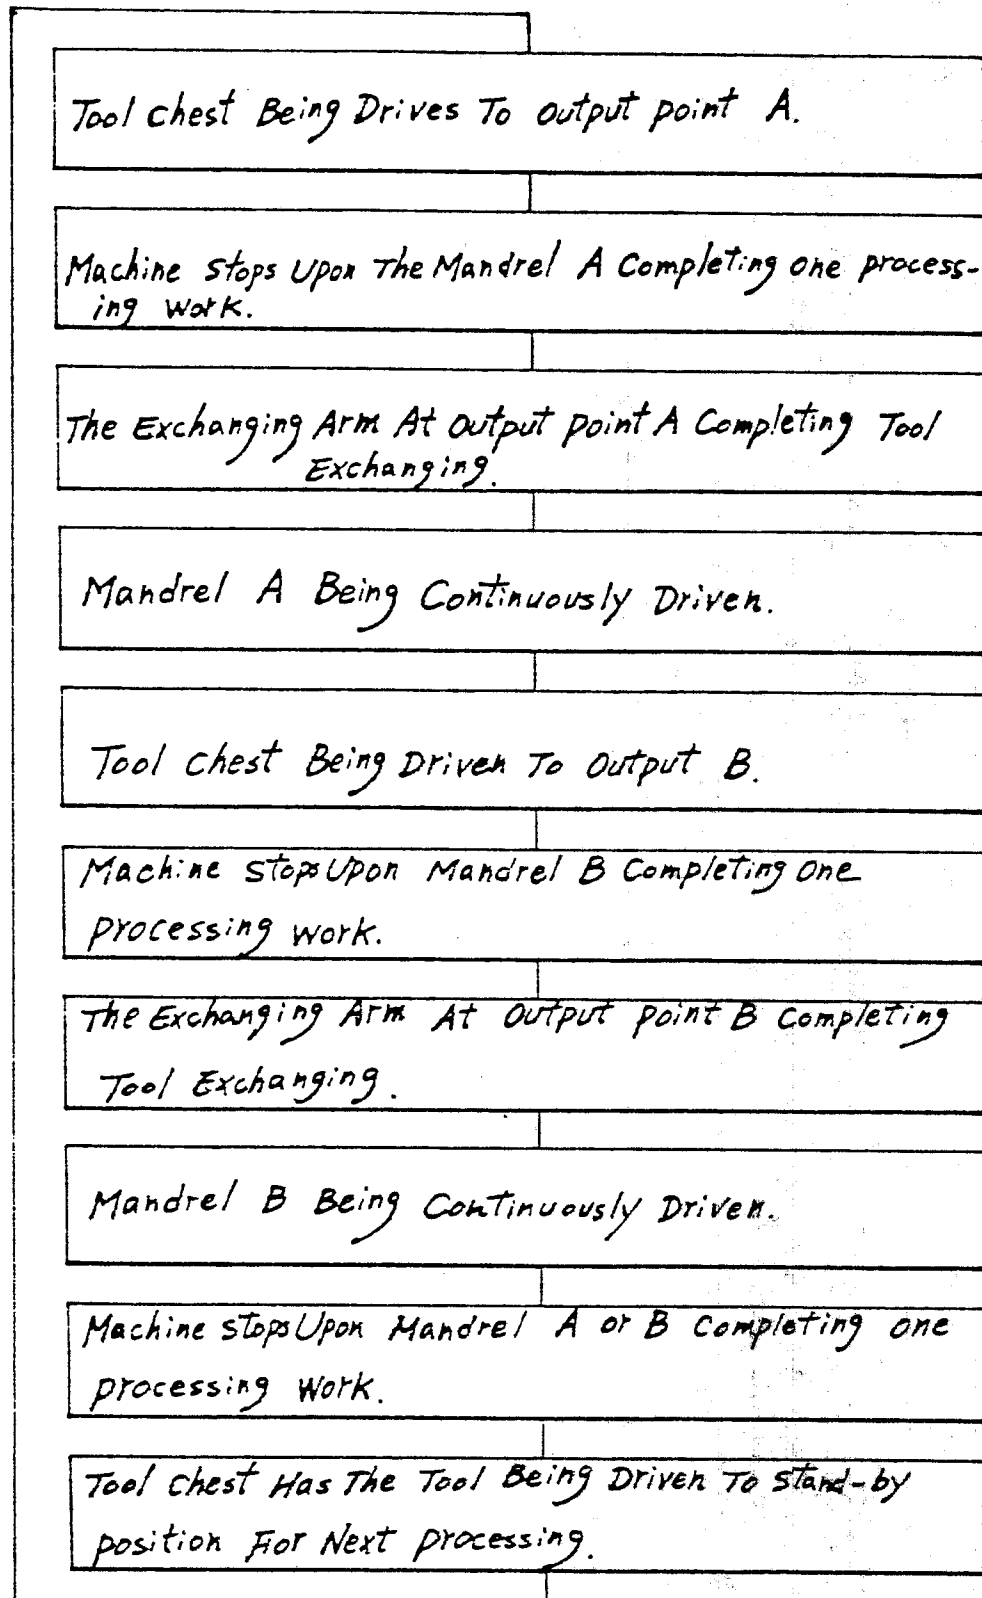 Tool Chest Being Drives To Output Point A.
Machine Stops Upon The Mandrel A Completing One Process-
ing Work.
The Exchanging Arm At Output Point A Completing Tool
Exchanging.
Mandrel A Being Continuously Driven.
Tool Chest Being Driven To Output B.
Machine Stops Upon Mandrel B Completing One
Processing Work.
The Exchanging Arm At Output Point B Completing
Tool Exchanging.
Mandrel B Being Continuously Driven.
Machine Stops Upon Mandrel A or B Completing One
Processing Work.
Tool Chest Has The Tool Being Driven To Stand-by
Position For Next Processing.